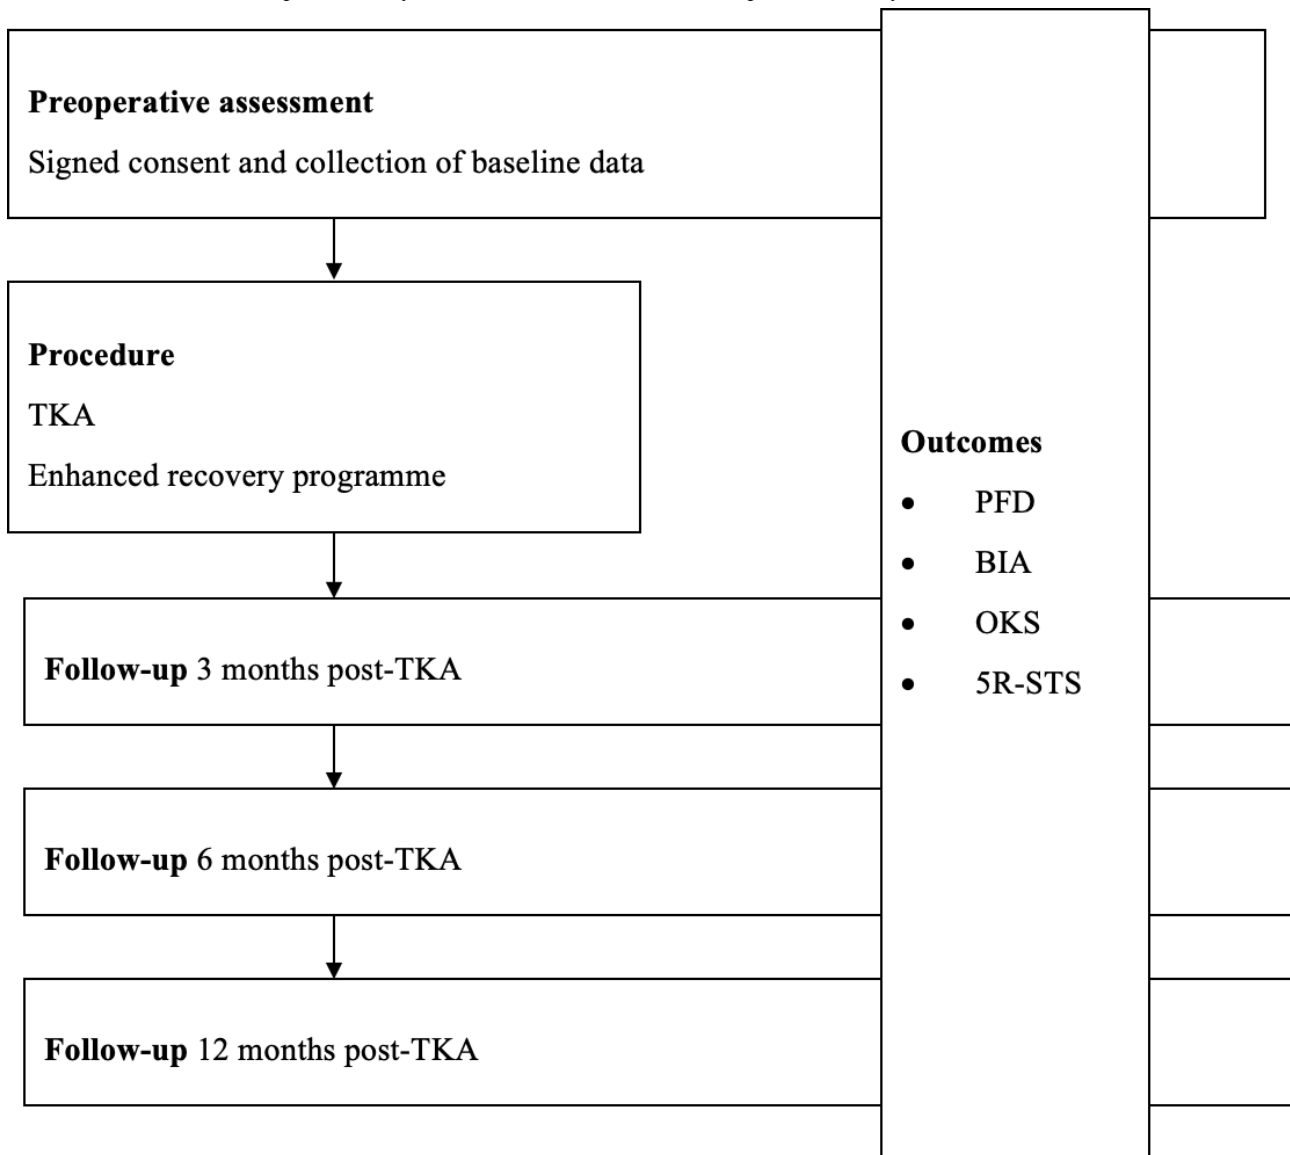 Preoperative assessment
Signed consent and collection of baseline data
Procedure
TKA
Enhanced recovery programme
Outcomes
• PFD
• BIA
• OKS
• 5R-STS
Follow-up 3 months post-TKA
Follow-up 6 months post-TKA
Follow-up 12 months post-TKA